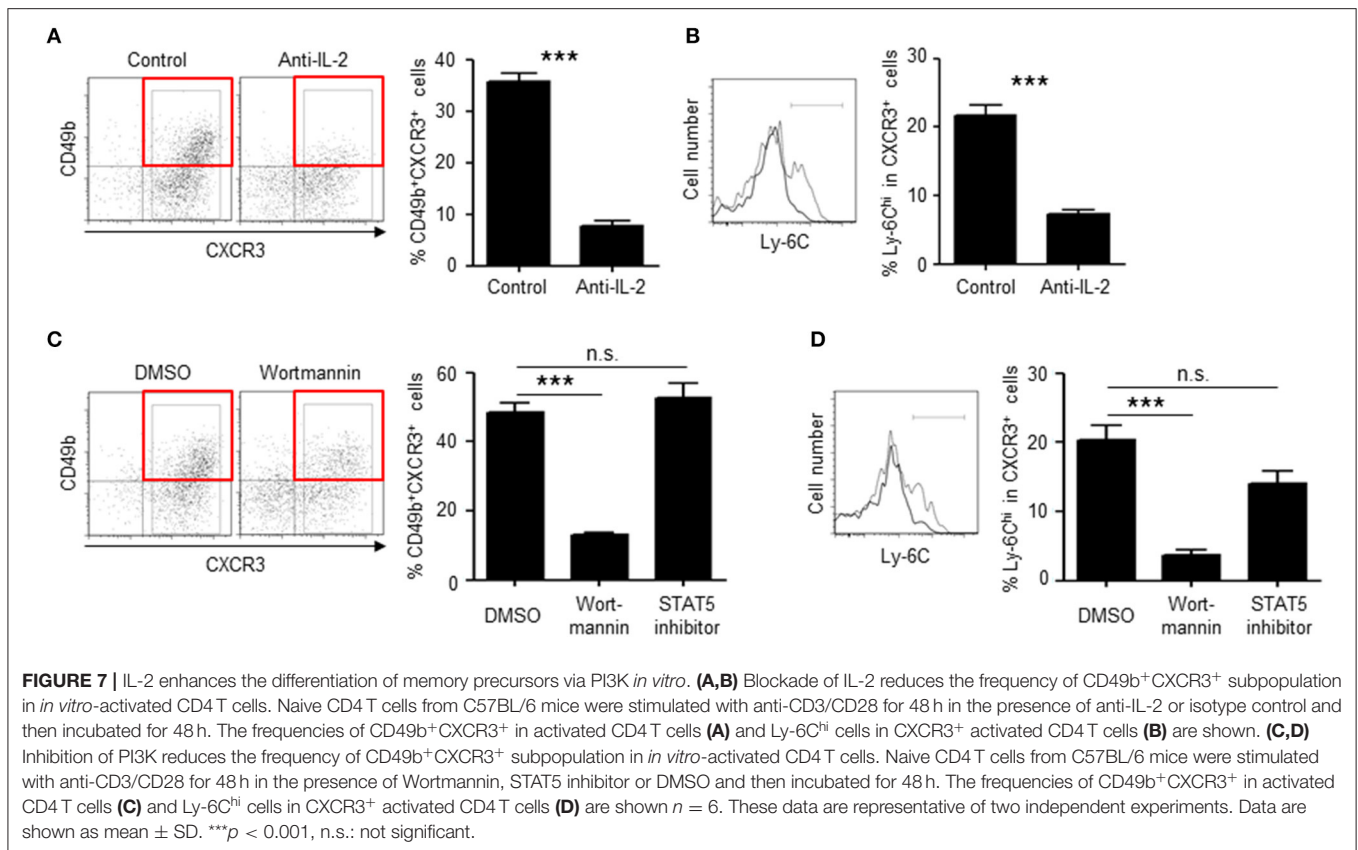 A
Control
Anti-IL-2
CD49b
CXCR3
% CD49b⁺CXCR3⁺ cells
40
30
20
10
0
***
Control
Anti-IL-2
B
Cell number
Ly-6C
% Ly-6Cʰⁱ in CXCR3⁺ cells
30
20
10
0
***
Control
Anti-IL-2
C
DMSO
Wortmannin
CD49b
CXCR3
% CD49b⁺CXCR3⁺ cells
60
40
20
0
n.s.
***
DMSO
Wort-
mannin
STAT5
inhibitor
D
Cell number
Ly-6C
% Ly-6Cʰⁱ in CXCR3⁺ cells
30
20
10
0
n.s.
***
DMSO
Wort-
mannin
STAT5
inhibitor
FIGURE 7 | IL-2 enhances the differentiation of memory precursors via PI3K in vitro. (A,B) Blockade of IL-2 reduces the frequency of CD49b⁺CXCR3⁺ subpopulation
in in vitro-activated CD4 T cells. Naive CD4 T cells from C57BL/6 mice were stimulated with anti-CD3/CD28 for 48 h in the presence of anti-IL-2 or isotype control and
then incubated for 48 h. The frequencies of CD49b⁺CXCR3⁺ in activated CD4 T cells (A) and Ly-6Cʰⁱ cells in CXCR3⁺ activated CD4 T cells (B) are shown. (C,D)
Inhibition of PI3K reduces the frequency of CD49b⁺CXCR3⁺ subpopulation in in vitro-activated CD4 T cells. Naive CD4 T cells from C57BL/6 mice were stimulated
with anti-CD3/CD28 for 48 h in the presence of Wortmannin, STAT5 inhibitor or DMSO and then incubated for 48 h. The frequencies of CD49b⁺CXCR3⁺ in activated
CD4 T cells (C) and Ly-6Cʰⁱ cells in CXCR3⁺ activated CD4 T cells (D) are shown n = 6. These data are representative of two independent experiments. Data are
shown as mean ± SD. ***p < 0.001, n.s.: not significant.